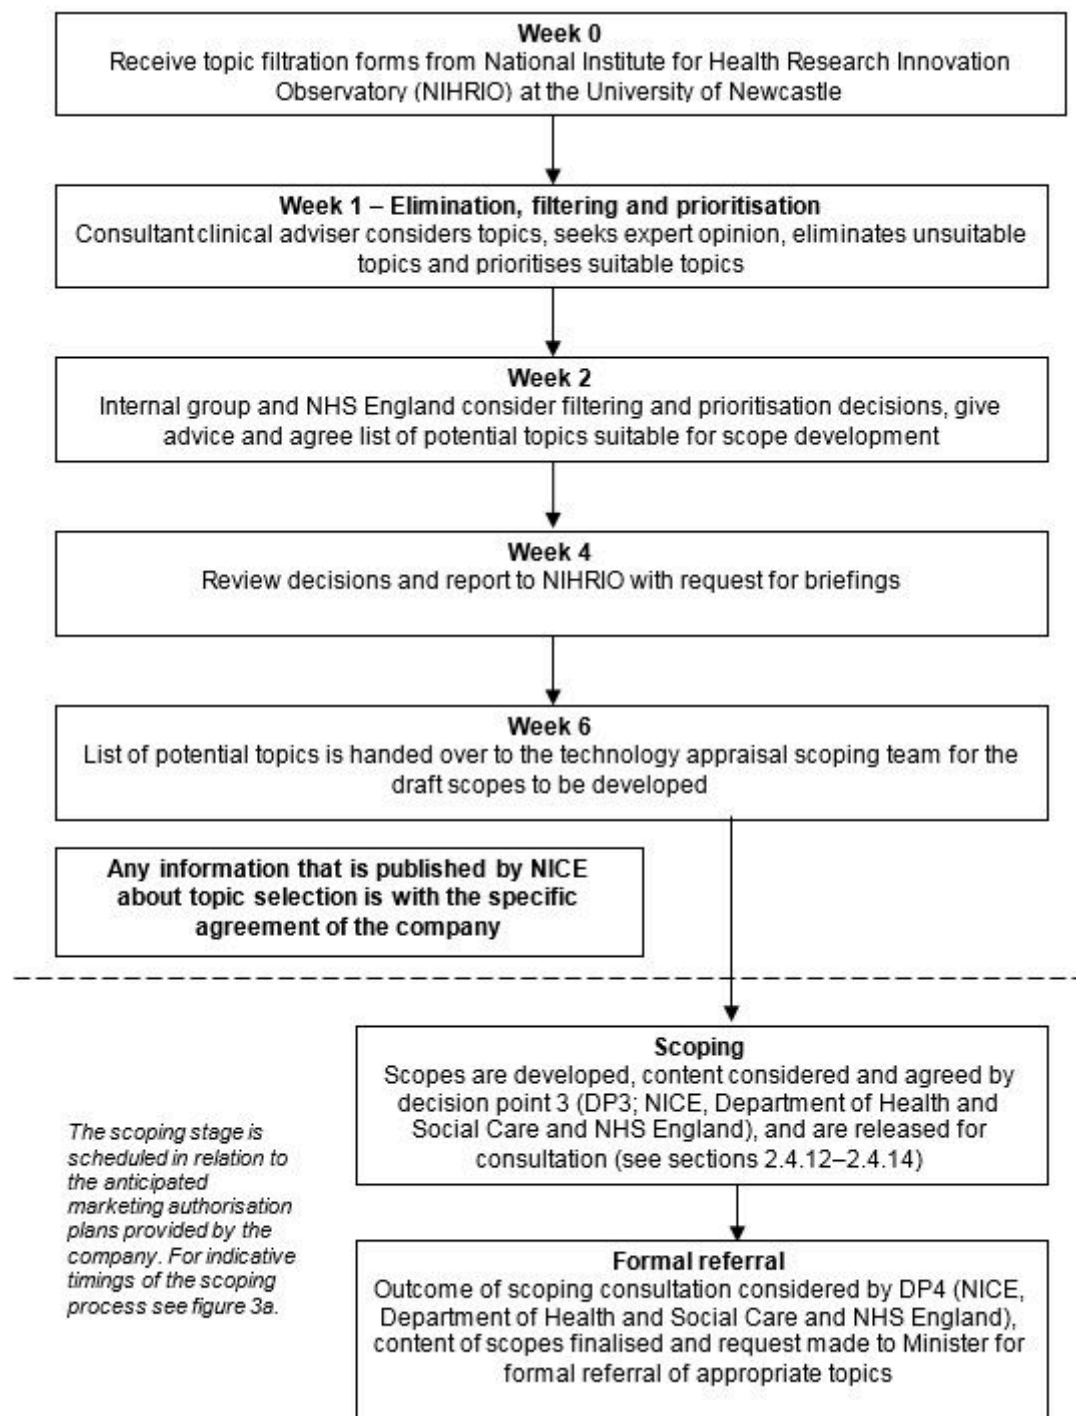 Week 0
Receive topic filtration forms from National Institute for Health Research Innovation
Observatory (NIHRIO) at the University of Newcastle
Week 1 – Elimination, filtering and prioritisation
Consultant clinical adviser considers topics, seeks expert opinion, eliminates unsuitable
topics and prioritises suitable topics
Week 2
Internal group and NHS England consider filtering and prioritisation decisions, give
advice and agree list of potential topics suitable for scope development
Week 4
Review decisions and report to NIHRIO with request for briefings
Week 6
List of potential topics is handed over to the technology appraisal scoping team for the
draft scopes to be developed
Any information that is published by NICE
about topic selection is with the specific
agreement of the company
Scoping
Scopes are developed, content considered and agreed by
decision point 3 (DP3; NICE, Department of Health and
Social Care and NHS England), and are released for
consultation (see sections 2.4.12–2.4.14)
The scoping stage is
scheduled in relation to
the anticipated
marketing authorisation
plans provided by the
company. For indicative
timings of the scoping
process see figure 3a.
Formal referral
Outcome of scoping consultation considered by DP4 (NICE,
Department of Health and Social Care and NHS England),
content of scopes finalised and request made to Minister for
formal referral of appropriate topics